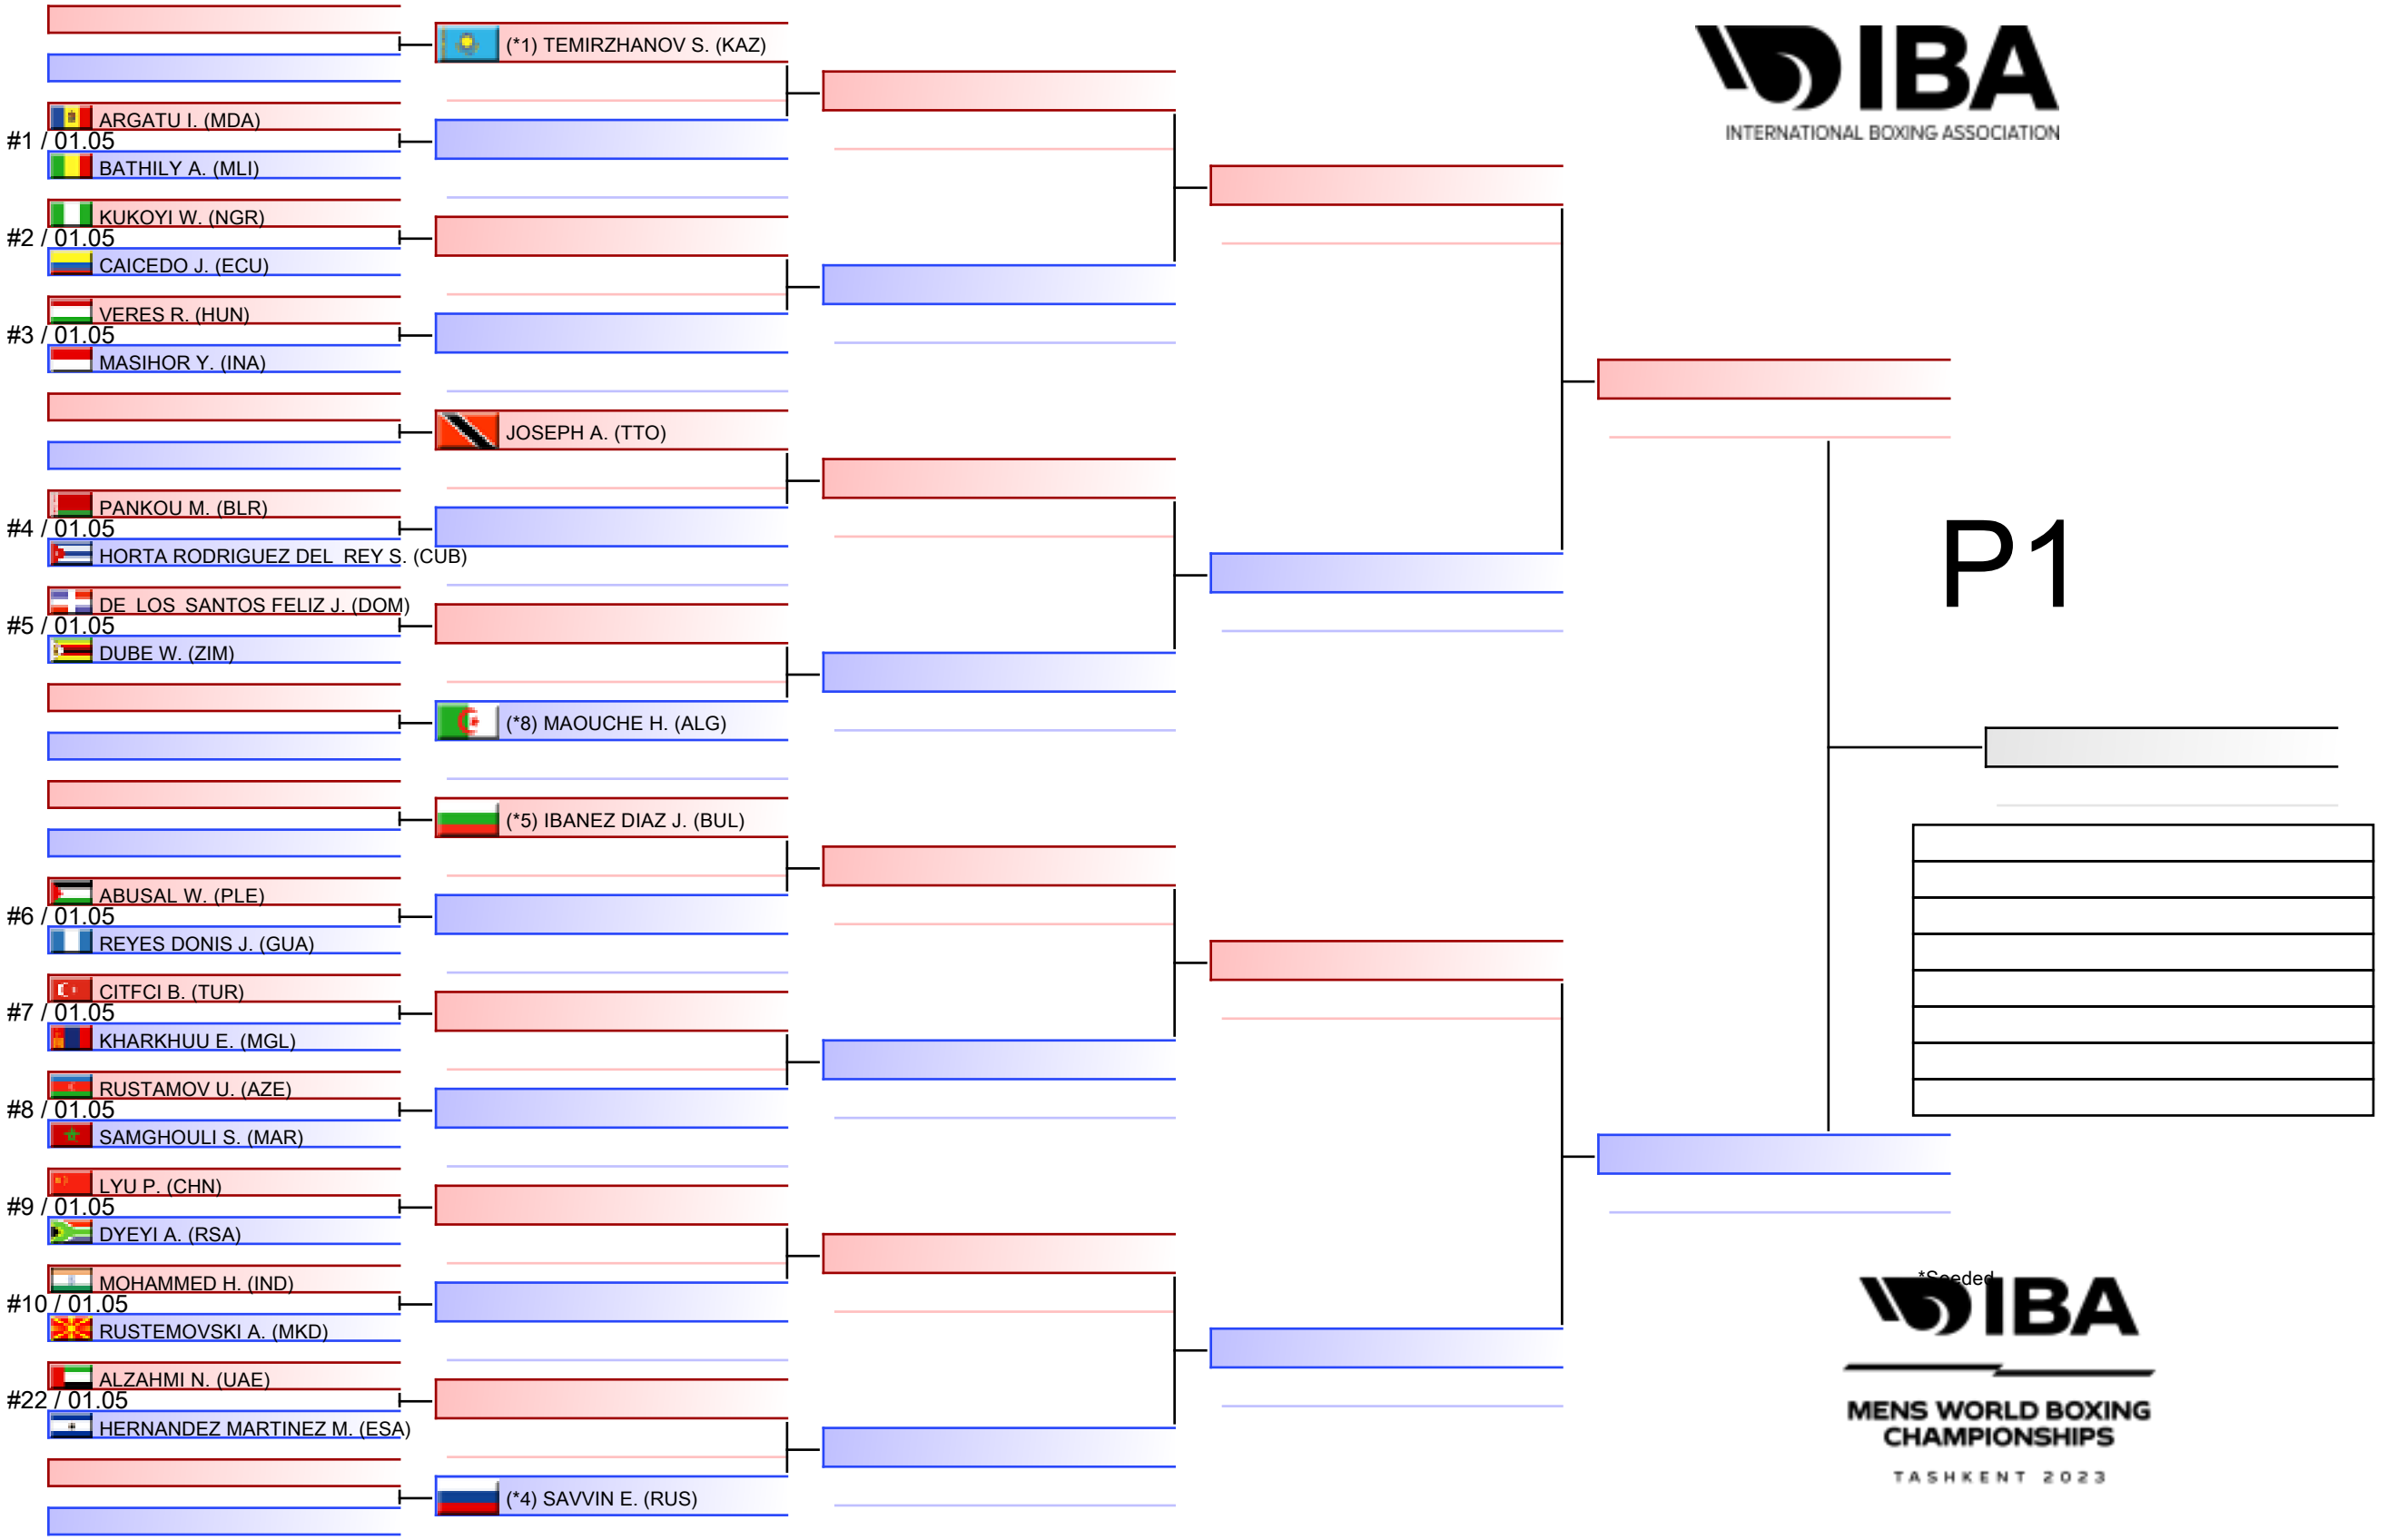 (*1) TEMIRZHANOV S. (KAZ)
IBA
INTERNATIONAL BOXING ASSOCIATION
ARGATU I. (MDA)
#1 / 01.05
BATHILY A. (MLI)
KUKOYI W. (NGR)
#2 / 01.05
CAICEDO J. (ECU)
VERES R. (HUN)
#3 / 01.05
MASIHOR Y. (INA)
JOSEPH A. (TTO)
PANKOU M. (BLR)
#4 / 01.05
HORTA RODRIGUEZ DEL REY S. (CUB)
P1
DE LOS SANTOS FELIZ J. (DOM)
#5 / 01.05
DUBE W. (ZIM)
(*8) MAOUCHE H. (ALG)
(*5) IBANEZ DIAZ J. (BUL)
ABUSAL W. (PLE)
#6 / 01.05
REYES DONIS J. (GUA)
CITFCI B. (TUR)
#7 / 01.05
KHARKHUU E. (MGL)
RUSTAMOV U. (AZE)
#8 / 01.05
SAMGHOULI S. (MAR)
LYU P. (CHN)
#9 / 01.05
DYEYI A. (RSA)
MOHAMMED H. (IND)
#10 / 01.05
RUSTEMOVSKI A. (MKD)
ALZAHMI N. (UAE)
#22 / 01.05
HERNANDEZ MARTINEZ M. (ESA)
(*4) SAVVIN E. (RUS)
*Seeded
IBA
MENS WORLD BOXING
CHAMPIONSHIPS
TASHKENT 2023